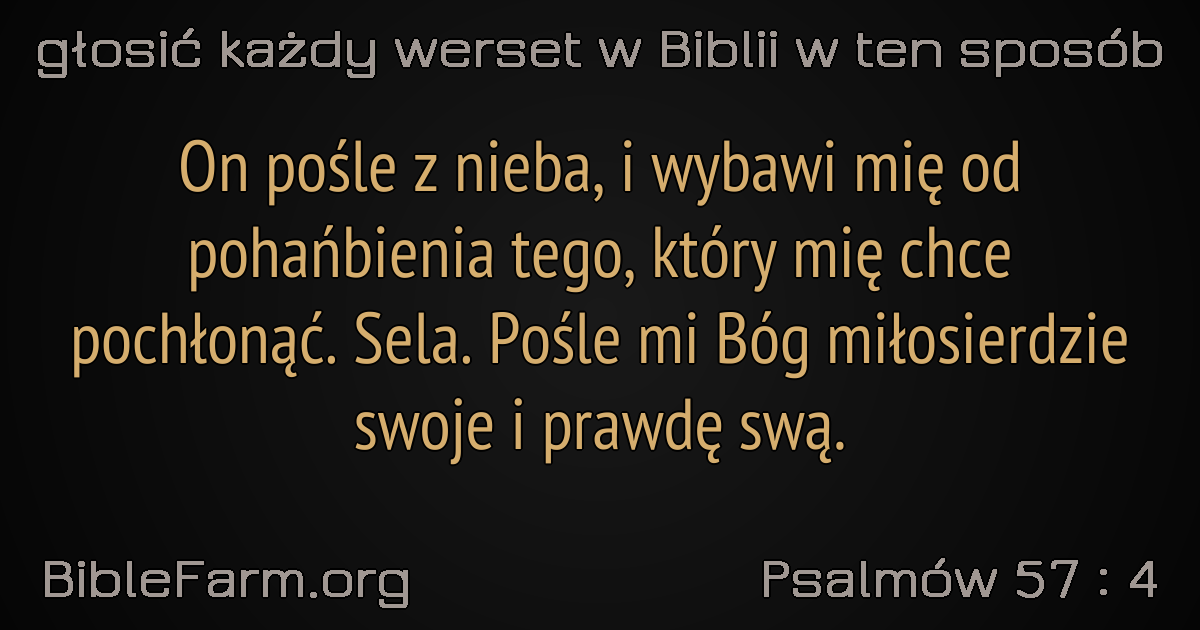 głosić każdy werset w Biblii w ten sposób
On pośle z nieba, i wybawi mię od
pohańbienia tego, który mię chce
pochłonąć. Sela. Pośle mi Bóg miłosierdzie
swoje i prawdę swą.
BibleFarm.org
Psalmów 57 : 4